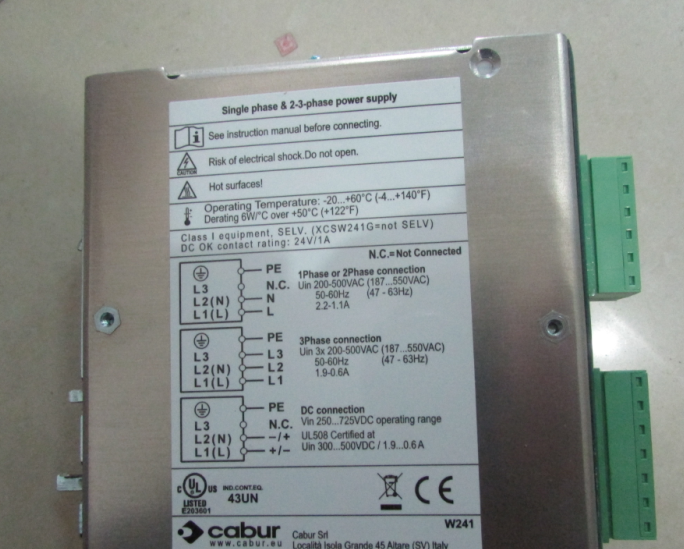 Single phase & 2-3-phase power supply
See instruction manual before connecting.
CAUTION
Risk of electrical shock.Do not open.
Hot surfaces!
Operating Temperature: -20...+60°C (-4...+140°F)
Derating 6W/°C over +50°C (+122°F)
Class I equipment, SELV. (XCSW241G=not SELV)
DC OK contact rating: 24V/1A
N.C.=Not Connected
PE
L3 N.C.
L2(N) N
L1(L) L
1Phase or 2Phase connection
Uin 200-500VAC (187...550VAC)
50-60Hz (47 - 63Hz)
2.2-1.1A
PE
L3 L3
L2(N) L2
L1(L) L1
3Phase connection
Uin 3x 200-500VAC (187...550VAC)
50-60Hz (47 - 63Hz)
1.9-0.6A
PE
L3 N.C.
L2(N) –/+
L1(L) +/–
DC connection
Vin 250...725VDC operating range
UL508 Certified at
Uin 300...500VDC / 1.9...0.6A
C UL US
LISTED
E203601
IND.CONT.EQ.
43UN
CE
W241
cabur
www.cabur.eu
Cabur Srl
Località Isola Grande 45 Altare (SV) Italy